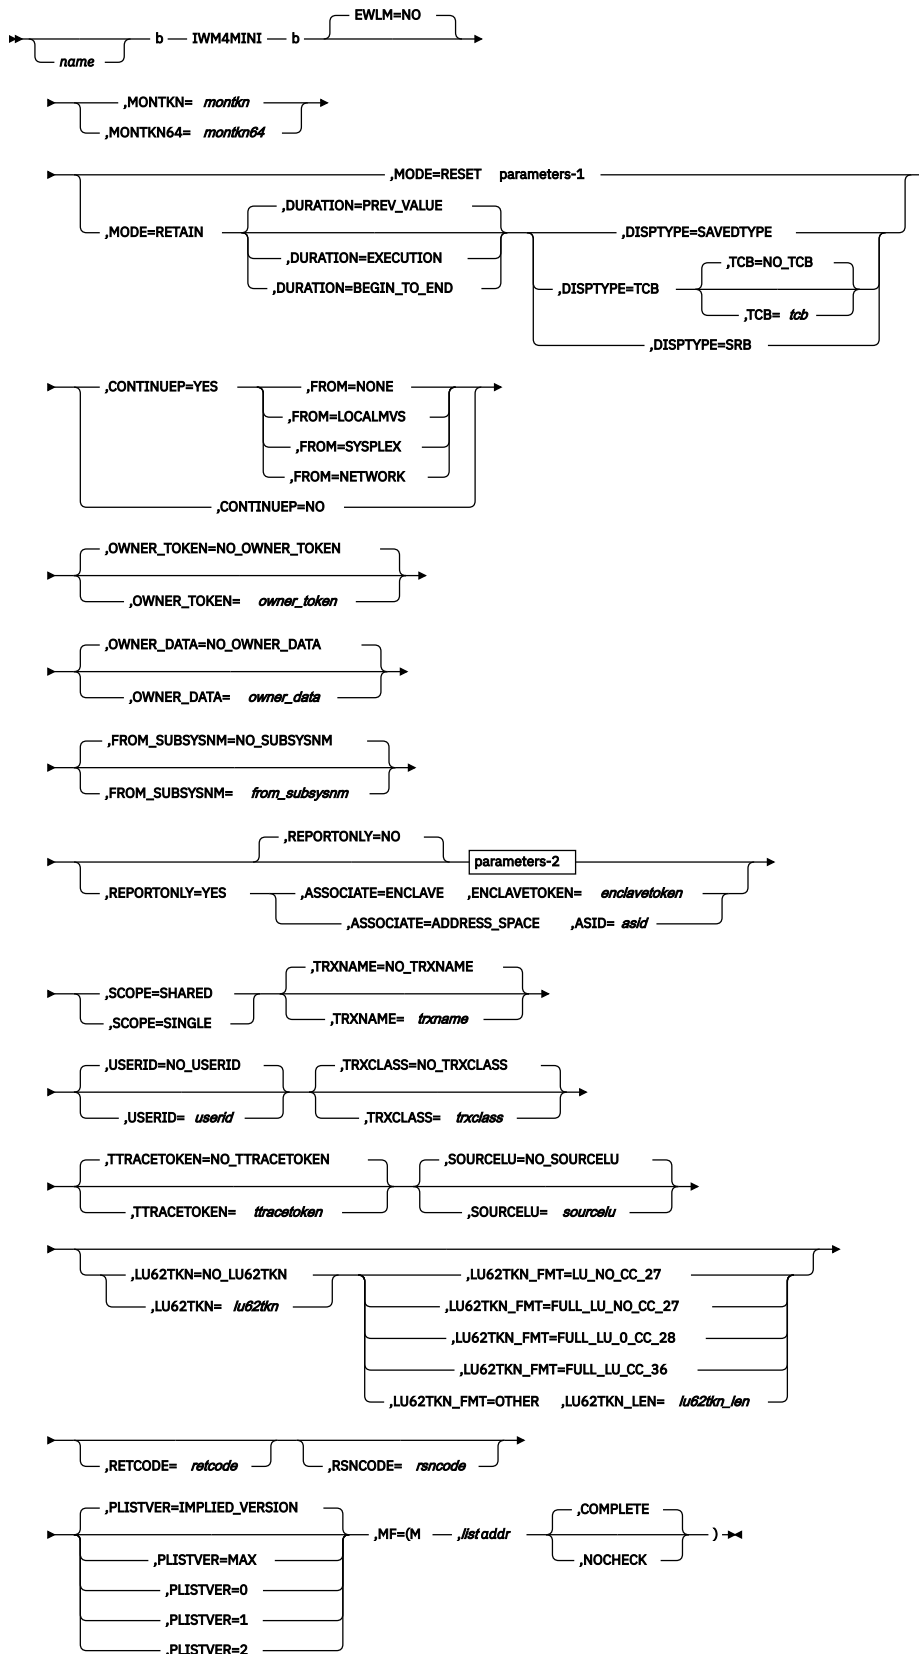 EWLM=NO
name b IWM4MINI b
,MONTKN= montkn
,MONTKN64= montkn64
,MODE=RESET parameters-1
,DURATION=PREV_VALUE
,MODE=RETAIN ,DISPTYPE=SAVEDTYPE
,DURATION=EXECUTION ,TCB=NO_TCB
,DURATION=BEGIN_TO_END ,DISPTYPE=TCB
,TCB= tcb
,DISPTYPE=SRB
,CONTINUEP=YES ,FROM=NONE
,FROM=LOCALMVS
,FROM=SYSPLEX
,FROM=NETWORK
,CONTINUEP=NO
,OWNER_TOKEN=NO_OWNER_TOKEN
,OWNER_TOKEN= owner_token
,OWNER_DATA=NO_OWNER_DATA
,OWNER_DATA= owner_data
,FROM_SUBSYSNM=NO_SUBSYSNM
,FROM_SUBSYSNM= from_subsysnm
,REPORTONLY=NO
parameters-2
,REPORTONLY=YES ,ASSOCIATE=ENCLAVE ,ENCLAVETOKEN= enclavetoken
,ASSOCIATE=ADDRESS_SPACE ,ASID= asid
,TRXNAME=NO_TRXNAME
,SCOPE=SHARED
,SCOPE=SINGLE ,TRXNAME= trxname
,USERID=NO_USERID ,TRXCLASS=NO_TRXCLASS
,USERID= userid ,TRXCLASS= trxclass
,TTRACETOKEN=NO_TTRACETOKEN ,SOURCELU=NO_SOURCELU
,TTRACETOKEN= ttracetoken ,SOURCELU= sourcelu
,LU62TKN=NO_LU62TKN ,LU62TKN_FMT=LU_NO_CC_27
,LU62TKN= lu62tkn ,LU62TKN_FMT=FULL_LU_NO_CC_27
,LU62TKN_FMT=FULL_LU_0_CC_28
,LU62TKN_FMT=FULL_LU_CC_36
,LU62TKN_FMT=OTHER ,LU62TKN_LEN= lu62tkn_len
,RETCODE= retcode ,RSNCODE= rsncode
,PLISTVER=IMPLIED_VERSION ,COMPLETE
,MF=(M ,list addr )
,PLISTVER=MAX ,NOCHECK
,PLISTVER=0
,PLISTVER=1
,PLISTVER=2